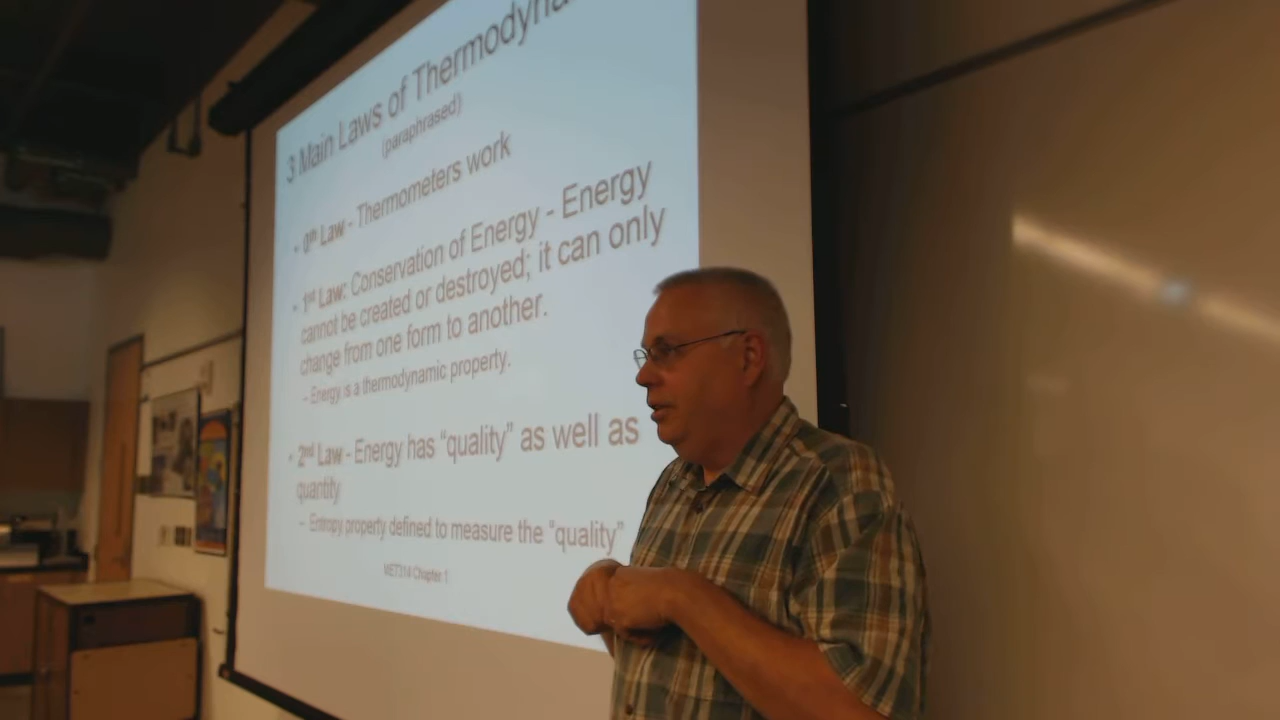 3 Main Laws of Thermodyna
(paraphrased)
• 0th Law - Thermometers work
• 1st Law: Conservation of Energy - Energy
cannot be created or destroyed; it can only
change from one form to another.
– Energy is a thermodynamic property.
• 2nd Law - Energy has “quality” as well as
quantity
– Entropy property defined to measure the “quality”
MET314 Chapter 1